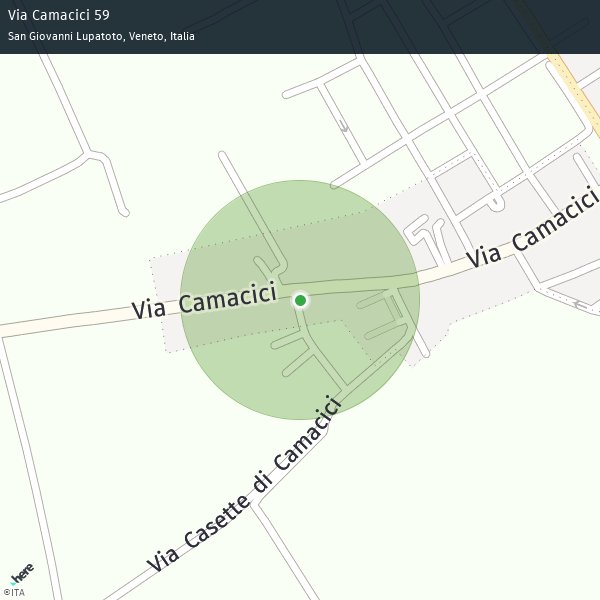 Via Camacici 59
San Giovanni Lupatoto, Veneto, Italia
Via Camacici
Via Camacici
Via Casette di Camacici
here
©ITA